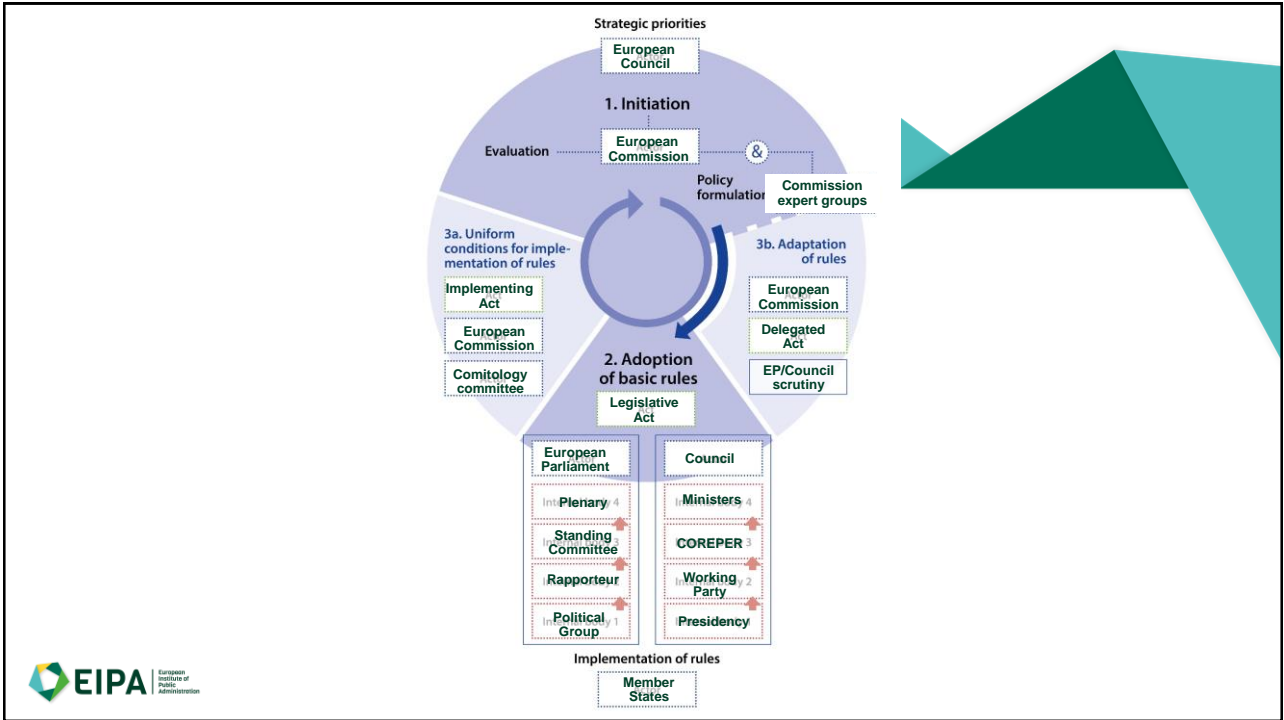 Strategic priorities
European
Council
1. Initiation
Evaluation
European
Commission
&
Policy
formulation
Commission
expert groups
3a. Uniform
conditions for imple-
mentation of rules
Implementing
Act
European
Commission
Comitology
committee
3b. Adaptation
of rules
European
Commission
Delegated
Act
EP/Council
scrutiny
2. Adoption
of basic rules
Legislative
Act
European
Parliament
Plenary
Standing
Committee
Rapporteur
Political
Group
Council
Ministers
COREPER
Working
Party
Presidency
Implementation of rules
Member
States
EIPA
European
Institute of
Public
Administration